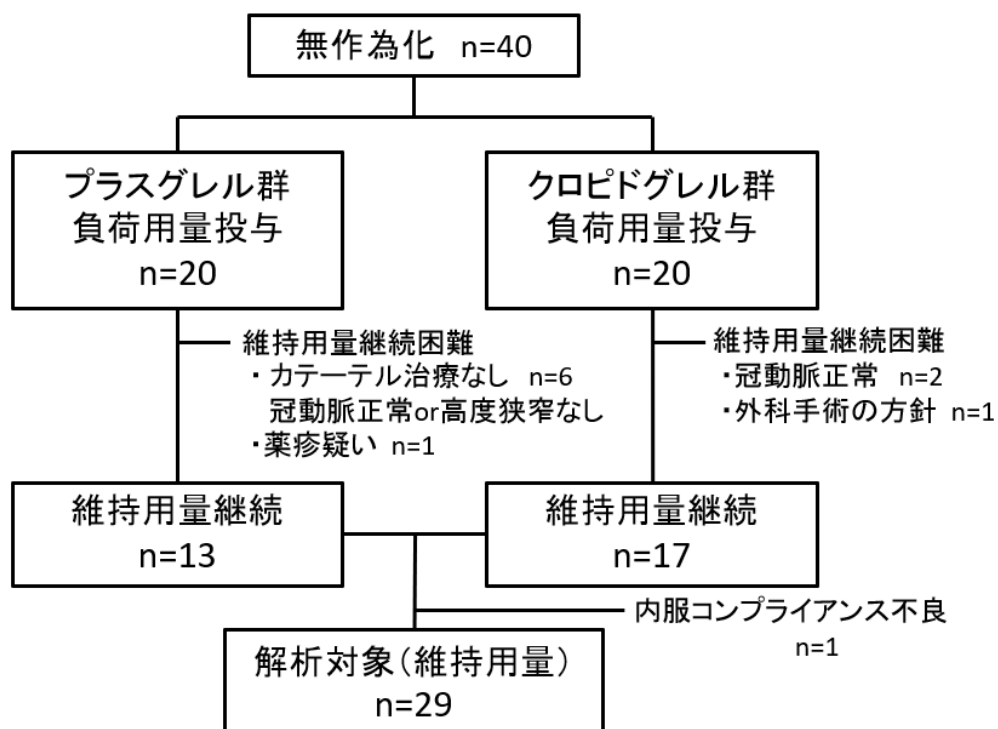 無作為化 n=40
プラスグレル群
負荷用量投与
n=20
クロピドグレル群
負荷用量投与
n=20
維持用量継続困難
・カテーテル治療なし n=6
冠動脈正常or高度狭窄なし
・薬疹疑い n=1
維持用量継続困難
・冠動脈正常 n=2
・外科手術の方針 n=1
維持用量継続
n=13
維持用量継続
n=17
内服コンプライアンス不良
n=1
解析対象(維持用量)
n=29